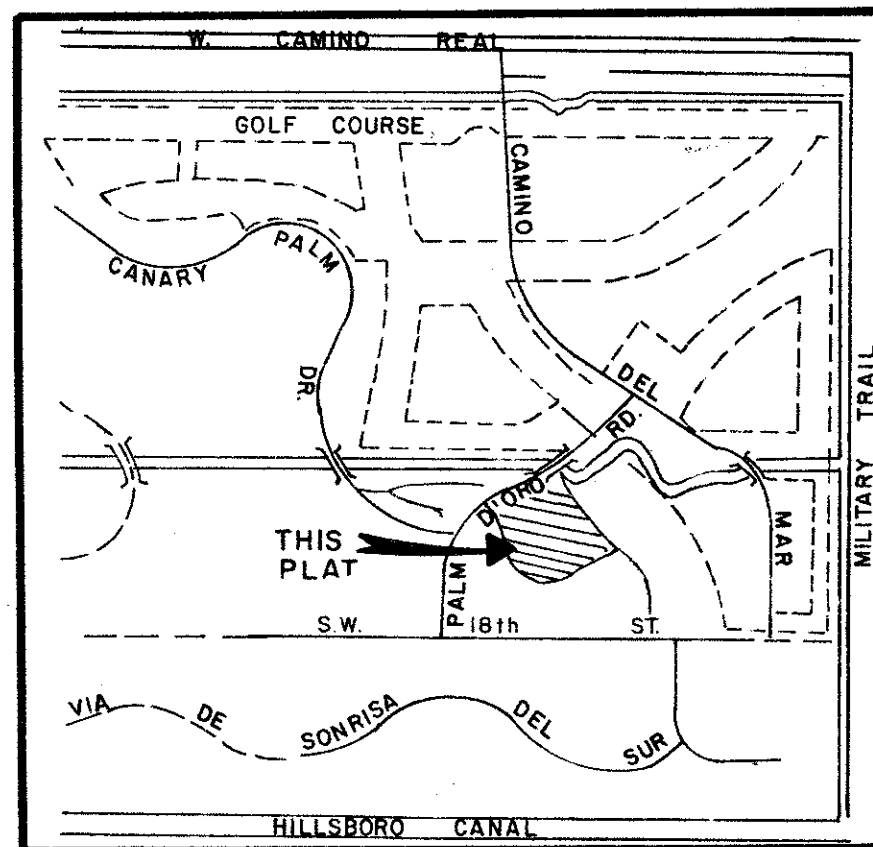 W. CAMINO REAL
GOLF COURSE
CAMINO DEL MAR
CANARY PALM DR.
MILITARY TRAIL
PALM D'ORO RD.
THIS
PLAT
S.W. 18th ST.
VIA DE SONRISA DEL SUR
HILLSBORO CANAL